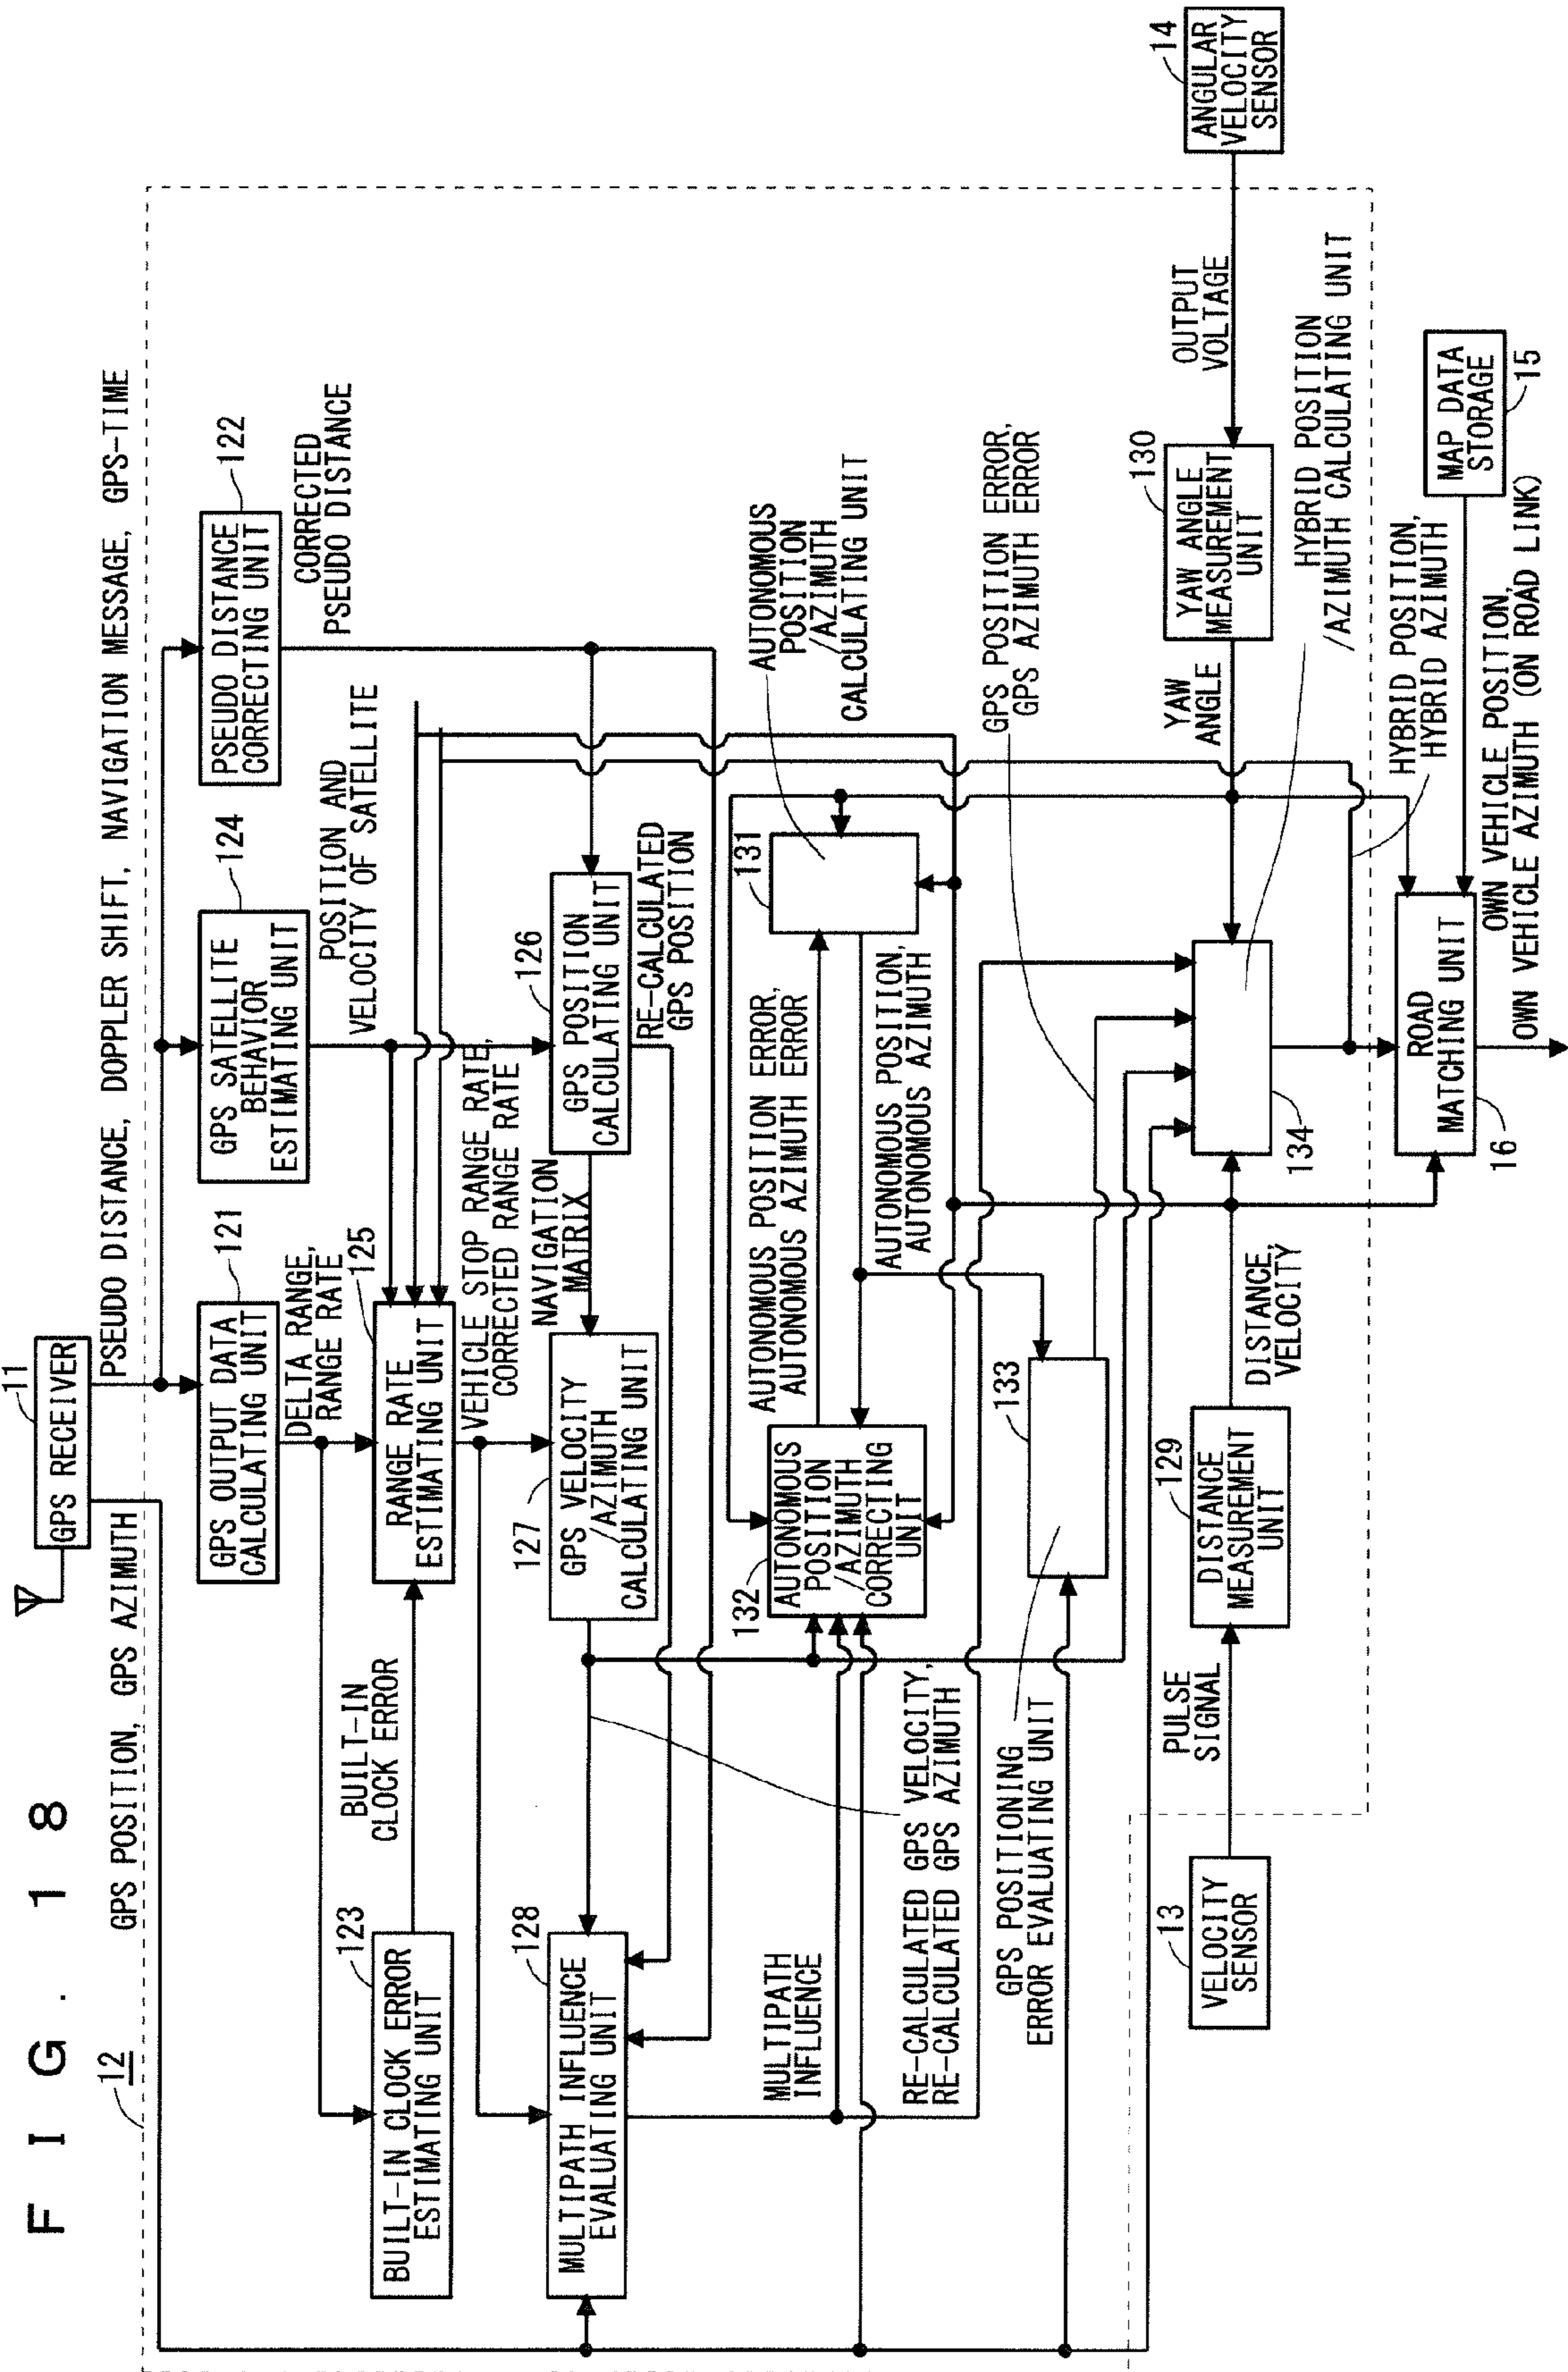 FIG. 18
11
GPS RECEIVER
12
GPS POSITION, GPS AZIMUTH
PSEUDO DISTANCE, DOPPLER SHIFT, NAVIGATION MESSAGE, GPS-TIME
121
GPS OUTPUT DATA
CALCULATING UNIT
124
GPS SATELLITE
BEHAVIOR
ESTIMATING UNIT
122
PSEUDO DISTANCE
CORRECTING UNIT
DELTA RANGE,
RANGE RATE
POSITION AND
VELOCITY OF SATELLITE
CORRECTED
PSEUDO DISTANCE
123
BUILT-IN CLOCK ERROR
ESTIMATING UNIT
BUILT-IN
CLOCK ERROR
125
RANGE RATE
ESTIMATING UNIT
VEHICLE STOP RANGE RATE,
CORRECTED RANGE RATE
128
MULTIPATH INFLUENCE
EVALUATING UNIT
127
GPS VELOCITY
/AZIMUTH
CALCULATING UNIT
NAVIGATION
MATRIX
126
GPS POSITION
CALCULATING UNIT
RE-CALCULATED
GPS POSITION
MULTIPATH
INFLUENCE
132
AUTONOMOUS
POSITION
/AZIMUTH
CORRECTING
UNIT
AUTONOMOUS POSITION ERROR,
AUTONOMOUS AZIMUTH ERROR
131
AUTONOMOUS
POSITION
/AZIMUTH
CALCULATING UNIT
AUTONOMOUS POSITION,
AUTONOMOUS AZIMUTH
RE-CALCULATED GPS VELOCITY,
RE-CALCULATED GPS AZIMUTH
GPS POSITIONING
ERROR EVALUATING UNIT
133
GPS POSITION ERROR,
GPS AZIMUTH ERROR
13
VELOCITY
SENSOR
PULSE
SIGNAL
129
DISTANCE
MEASUREMENT
UNIT
DISTANCE,
VELOCITY
134
YAW
ANGLE
130
YAW ANGLE
MEASUREMENT
UNIT
OUTPUT
VOLTAGE
14
ANGULAR
VELOCITY
SENSOR
HYBRID POSITION
/AZIMUTH CALCULATING UNIT
HYBRID POSITION,
HYBRID AZIMUTH
16
ROAD
MATCHING UNIT
MAP DATA
STORAGE
15
OWN VEHICLE POSITION,
OWN VEHICLE AZIMUTH (ON ROAD LINK)